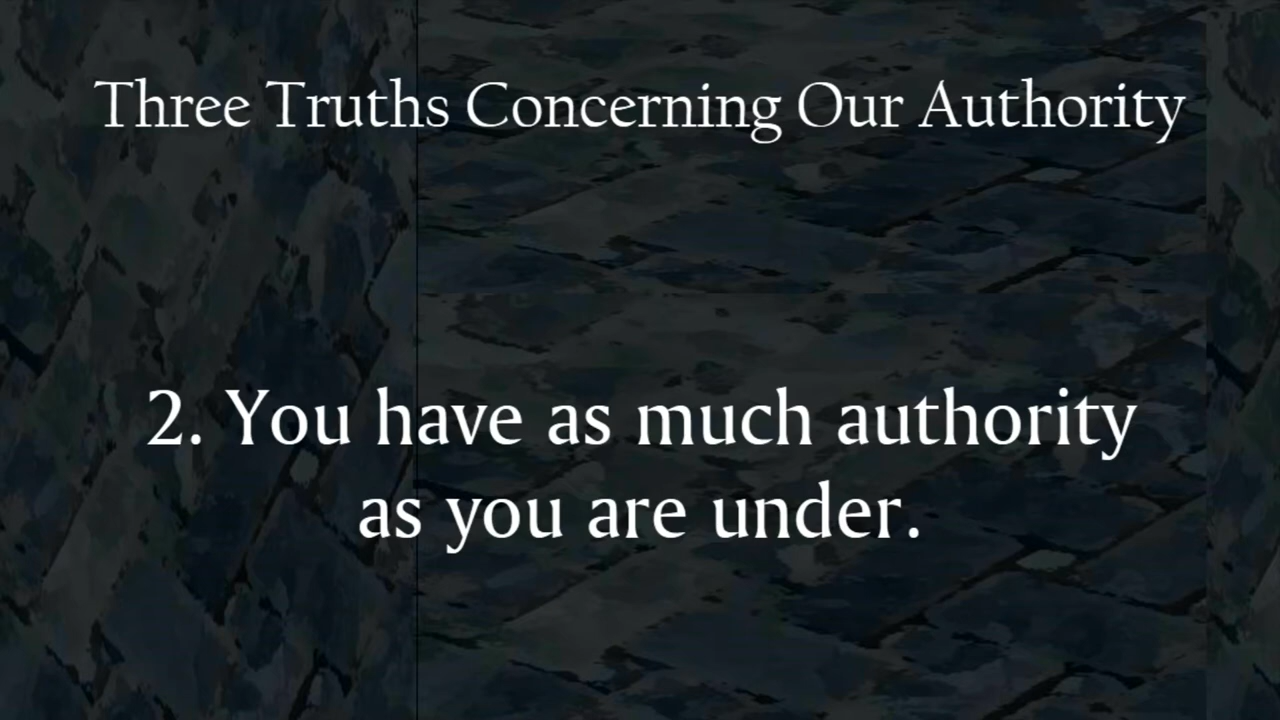 Three Truths Concerning Our Authority
2. You have as much authority
as you are under.